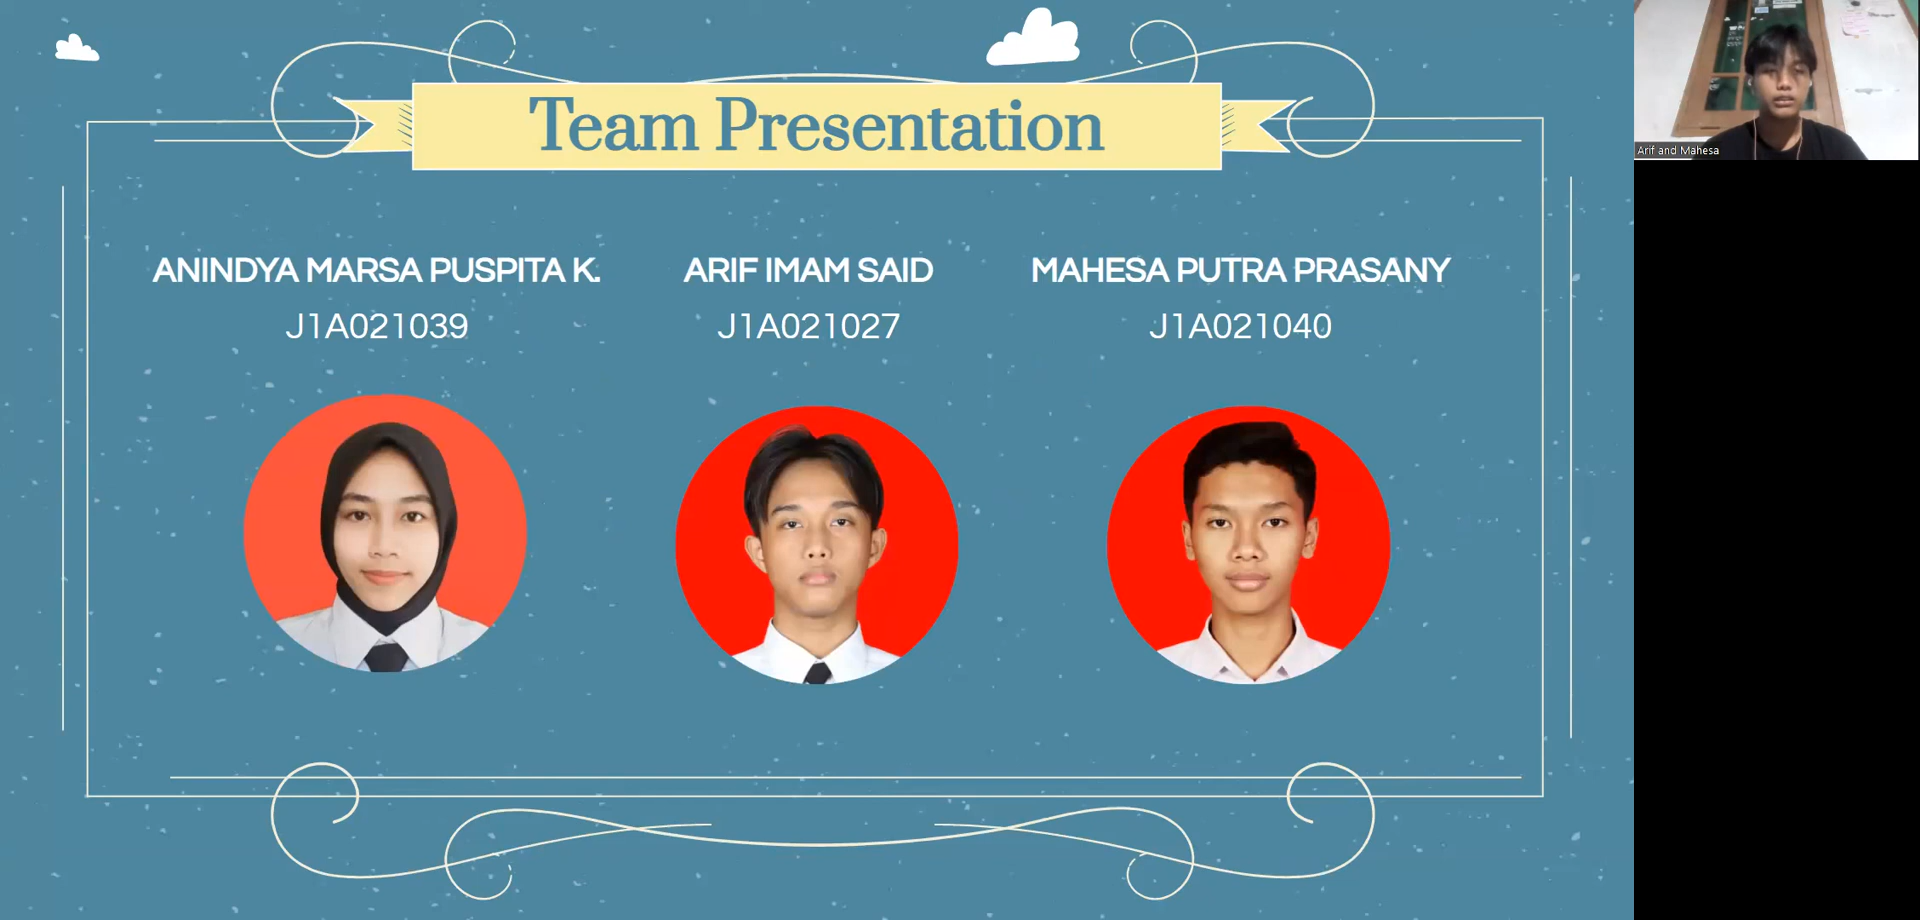 Team Presentation
ANINDYA MARSA PUSPITA K.
J1A021039
ARIF IMAM SAID
J1A021027
MAHESA PUTRA PRASANY
J1A021040
Arif and Mahesa